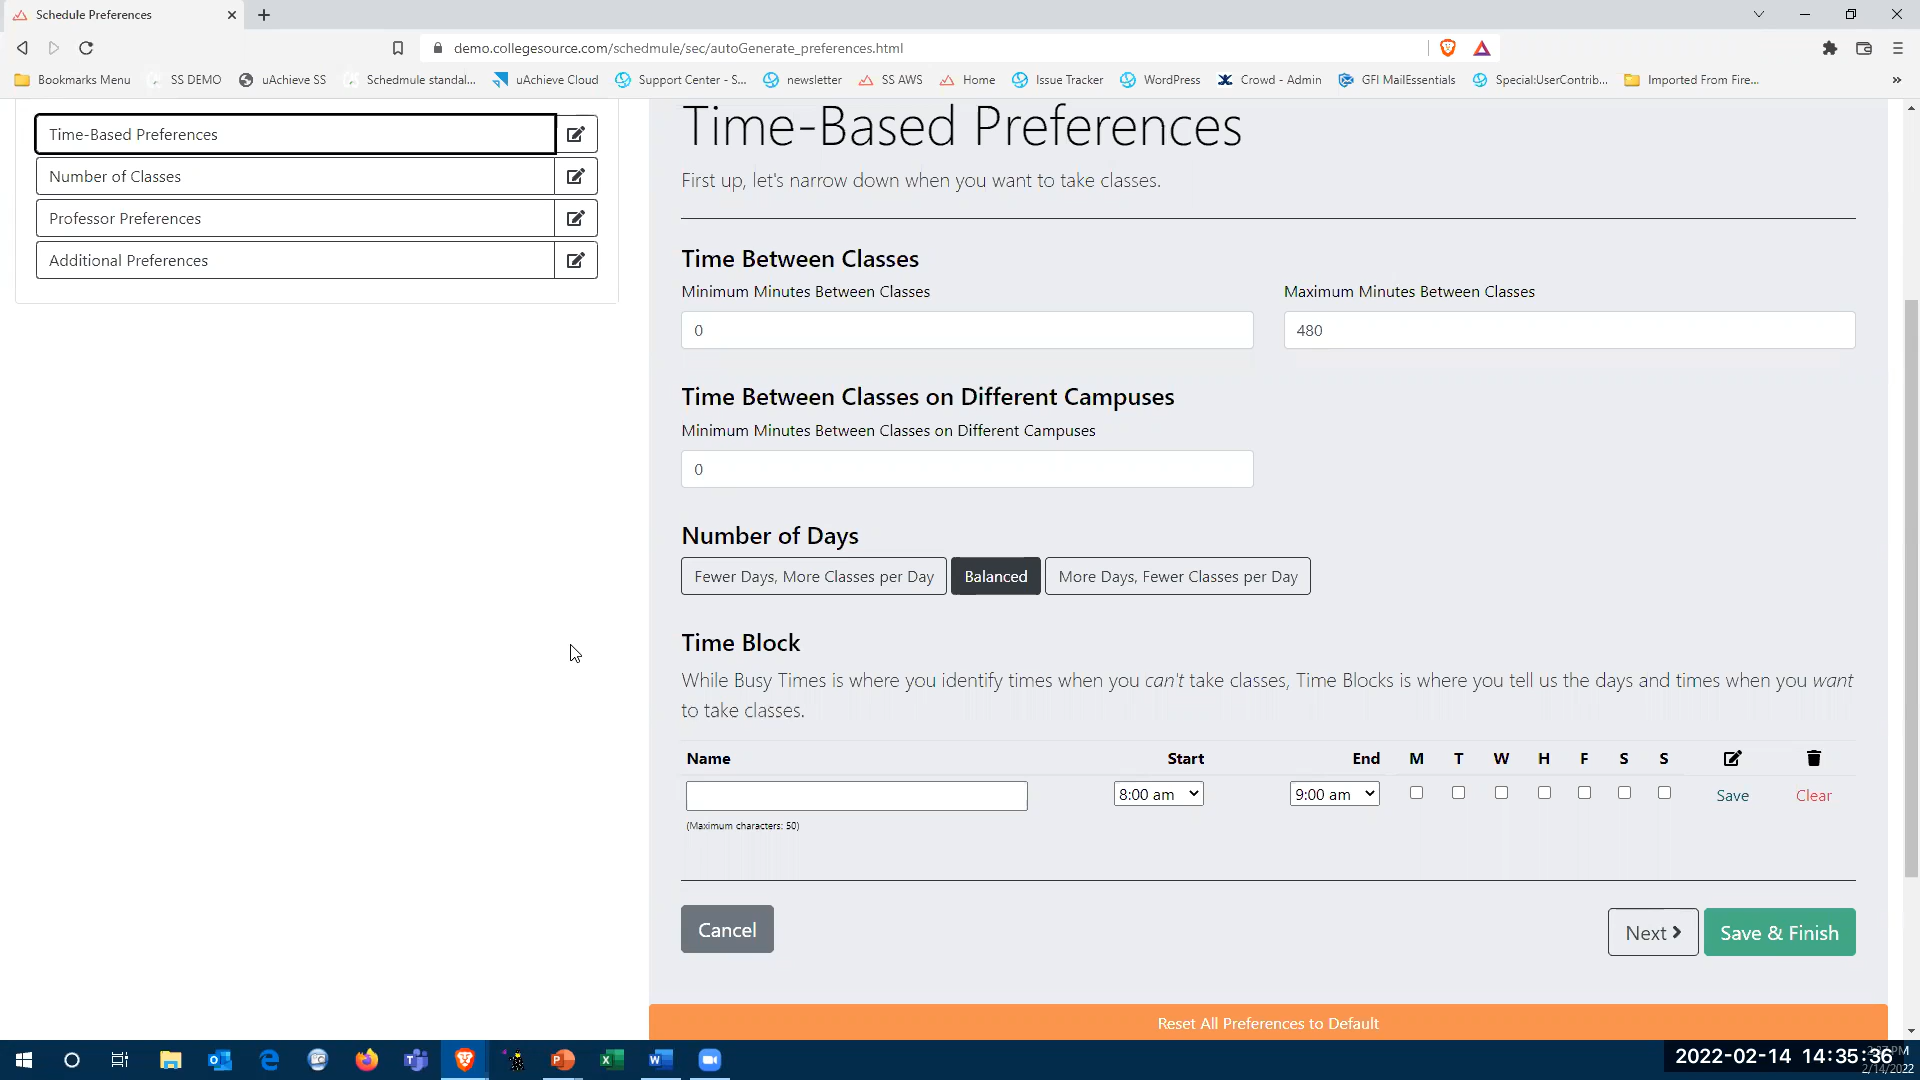 Schedule Preferences
demo.collegesource.com/schedmule/sec/autoGenerate_preferences.html
Bookmarks Menu SS DEMO uAchieve SS Schedmule standal... uAchieve Cloud Support Center - S... newsletter SS AWS Home Issue Tracker WordPress Crowd - Admin GFI MailEssentials Special:UserContrib... Imported From Fire... »
Time-Based Preferences
Number of Classes
Professor Preferences
Additional Preferences
Time-Based Preferences
First up, let's narrow down when you want to take classes.
Time Between Classes
Minimum Minutes Between Classes Maximum Minutes Between Classes
0 480
Time Between Classes on Different Campuses
Minimum Minutes Between Classes on Different Campuses
0
Number of Days
Fewer Days, More Classes per Day Balanced More Days, Fewer Classes per Day
Time Block
While Busy Times is where you identify times when you can't take classes, Time Blocks is where you tell us the days and times when you want
to take classes.
Name Start End M T W H F S S
8:00 am 9:00 am Save Clear
(Maximum characters: 50)
Cancel Next Save & Finish
Reset All Preferences to Default
2022-02-14 14:35:36
2/14/2022